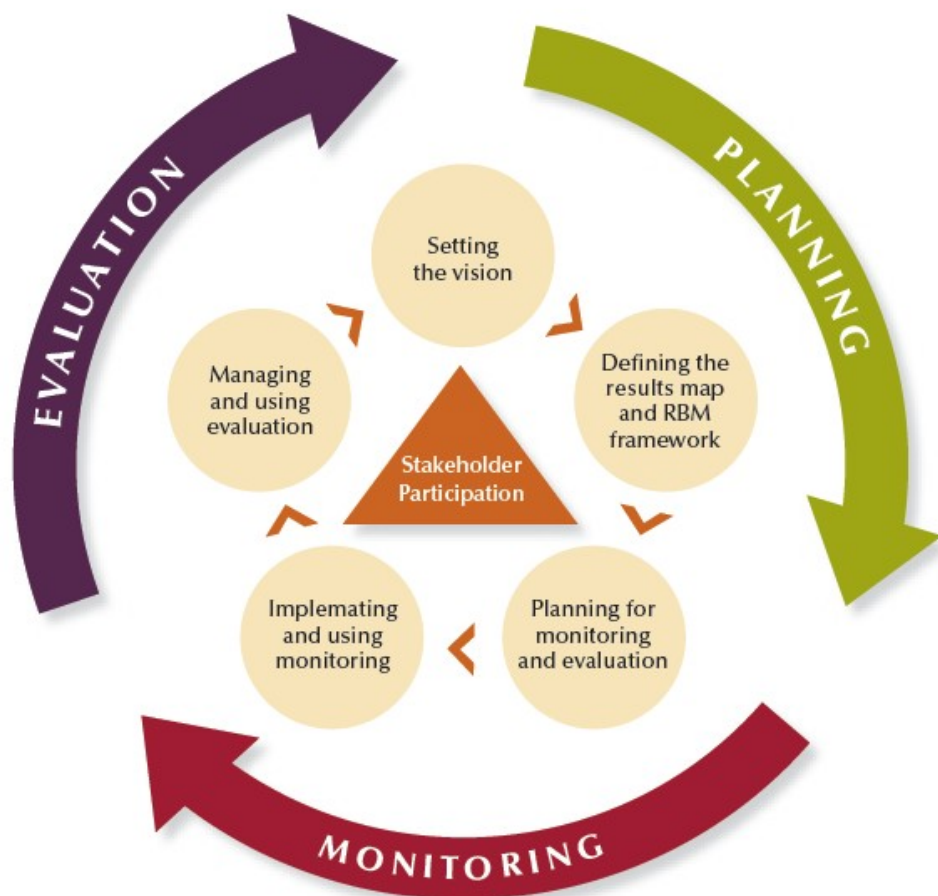 EVALUATION
PLANNING
Setting
the vision
Managing
and using
evaluation
Defining the
results map
and RBM
framework
Stakeholder
Participation
Implemating
and using
monitoring
Planning for
monitoring
and evaluation
MONITORING